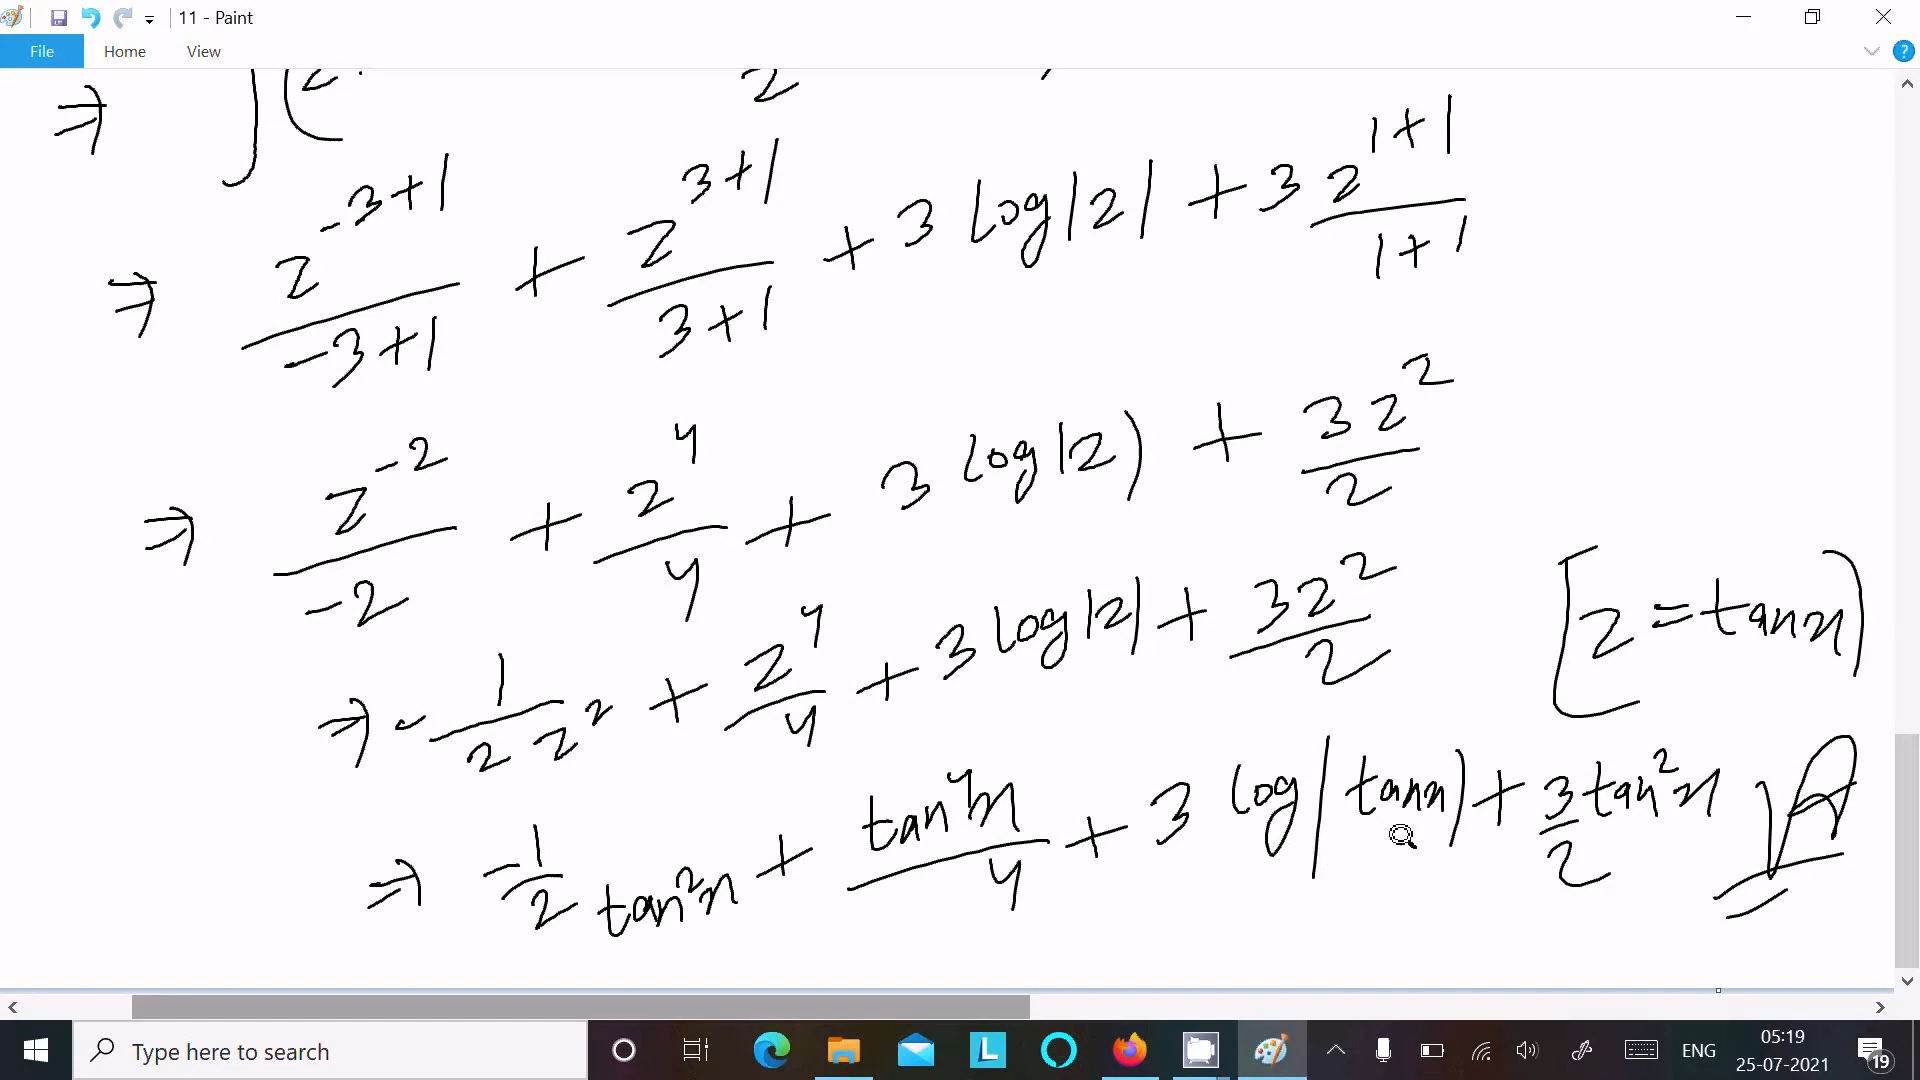 11 - Paint
File Home View
⇒ ∫(z 2
⇒ z^{-3+1}/(-3+1) + z^{3+1}/(3+1) + 3 log|z| + 3 z^{1+1}/(1+1)
⇒ z^{-2}/(-2) + z^4/4 + 3 log|z) + 3z^2/2
⇒ -1/(2z^2) + z^4/4 + 3 log|z| + 3z^2/2 [z = tanx)
⇒ -1/(2 tan^2x) + tan^4x/4 + 3 log|tanx) + 3/2 tan^2x
Type here to search
ENG
05:19
25-07-2021
19